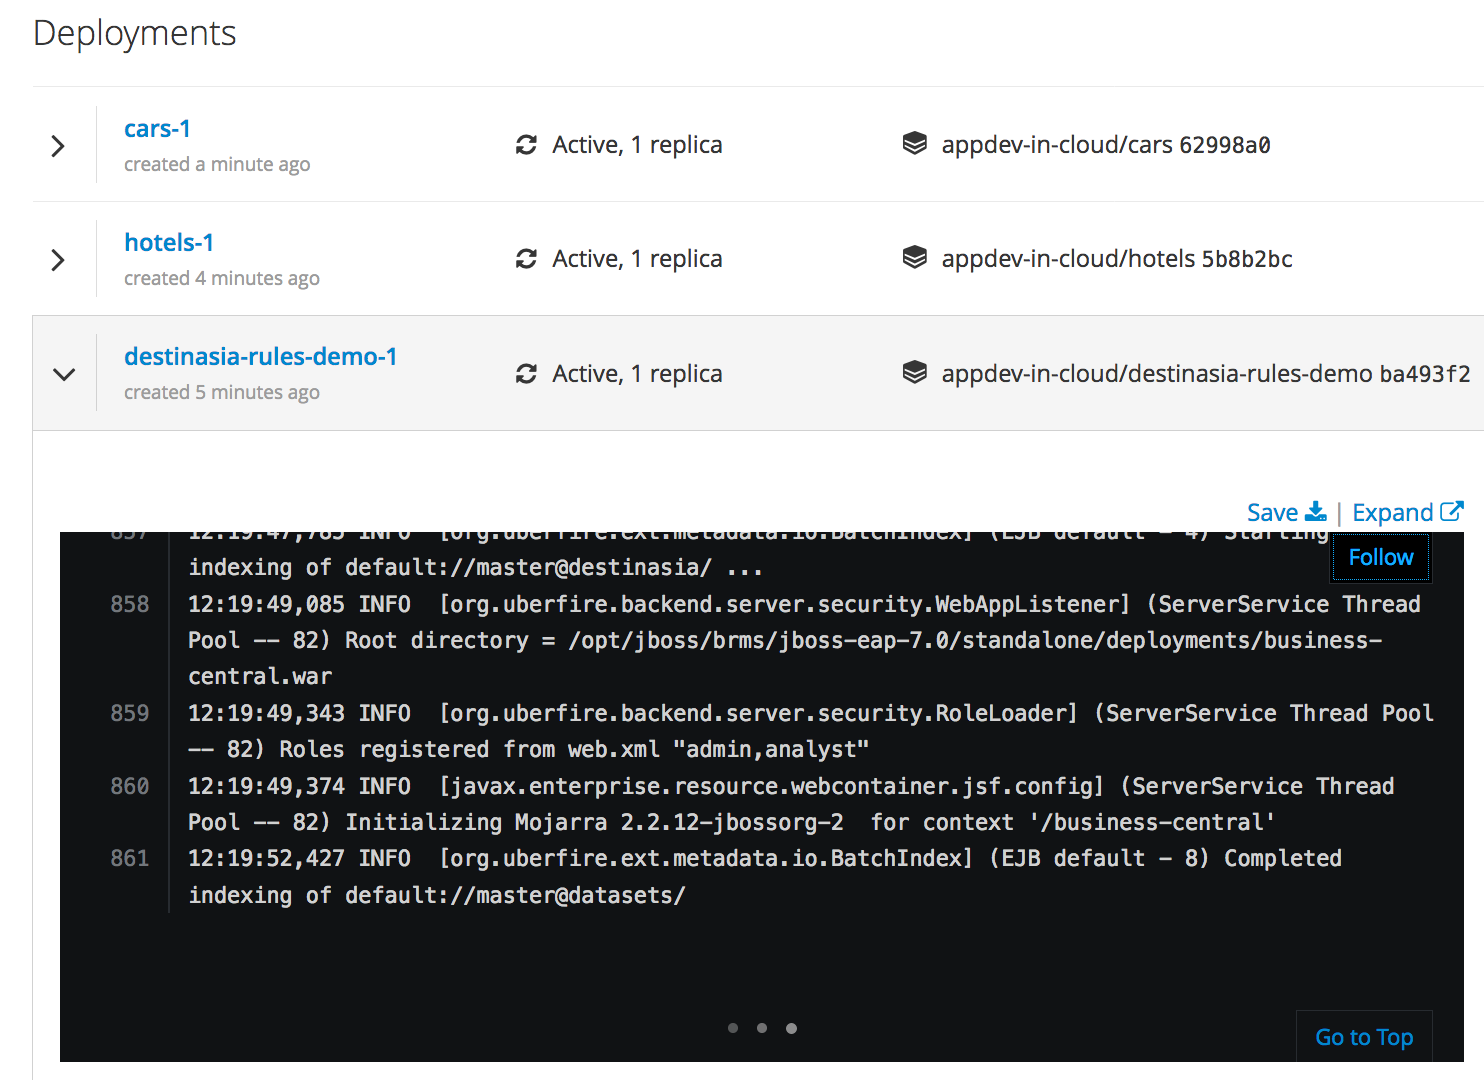 Deployments
cars-1
created a minute ago
Active, 1 replica
appdev-in-cloud/cars 62998a0
hotels-1
created 4 minutes ago
Active, 1 replica
appdev-in-cloud/hotels 5b8b2bc
destinasia-rules-demo-1
created 5 minutes ago
Active, 1 replica
appdev-in-cloud/destinasia-rules-demo ba493f2
Save | Expand
857 12:19:47,785 INFO  [org.uberfire.ext.metadata.io.BatchIndex] (EJB default - 4) Starting
Follow
indexing of default://master@destinasia/ ...
858 12:19:49,085 INFO  [org.uberfire.backend.server.security.WebAppListener] (ServerService Thread
Pool -- 82) Root directory = /opt/jboss/brms/jboss-eap-7.0/standalone/deployments/business-
central.war
859 12:19:49,343 INFO  [org.uberfire.backend.server.security.RoleLoader] (ServerService Thread Pool
-- 82) Roles registered from web.xml "admin,analyst"
860 12:19:49,374 INFO  [javax.enterprise.resource.webcontainer.jsf.config] (ServerService Thread
Pool -- 82) Initializing Mojarra 2.2.12-jbossorg-2  for context '/business-central'
861 12:19:52,427 INFO  [org.uberfire.ext.metadata.io.BatchIndex] (EJB default - 8) Completed
indexing of default://master@datasets/
Go to Top